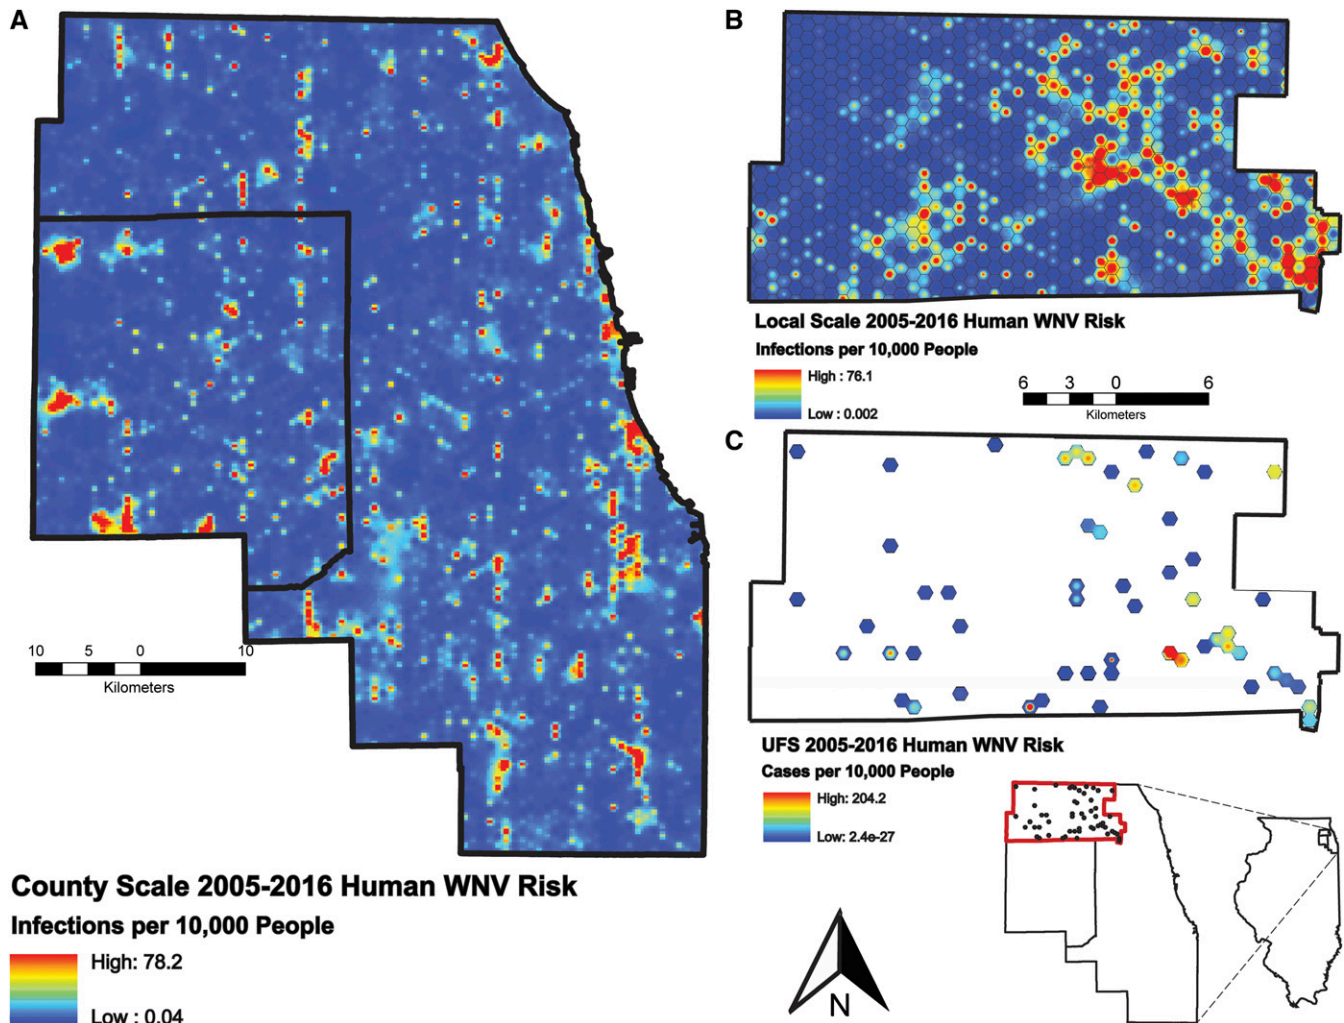 A
10 5 0 10
Kilometers
County Scale 2005-2016 Human WNV Risk
Infections per 10,000 People
High: 78.2
Low : 0.04
B
Local Scale 2005-2016 Human WNV Risk
Infections per 10,000 People
High : 76.1
Low : 0.002
6 3 0 6
Kilometers
C
UFS 2005-2016 Human WNV Risk
Cases per 10,000 People
High: 204.2
Low: 2.4e-27
N